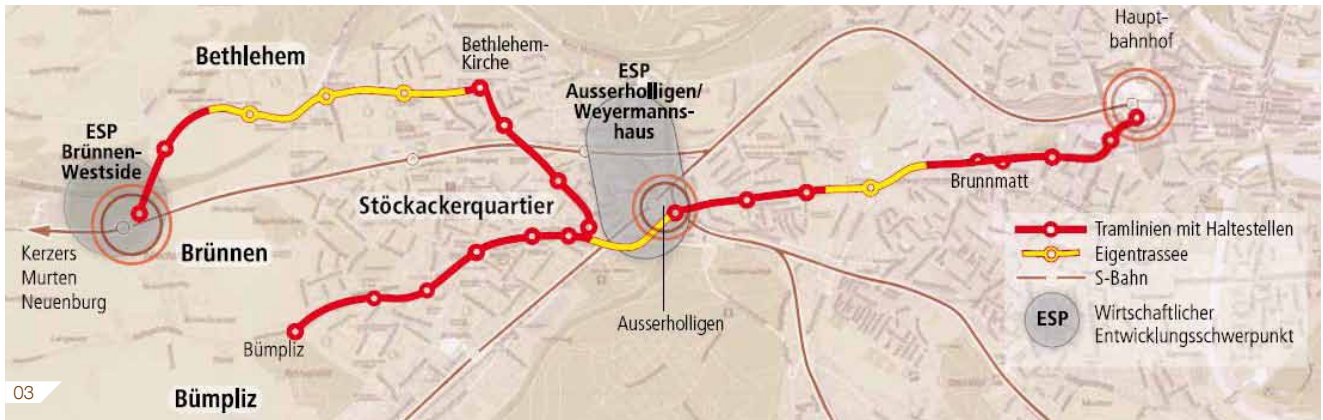 Bethlehem
Bethlehem-
Kirche
ESP
Ausserholligen/
Weyermanns-
haus
Haupt-
bahnhof
ESP
Brünnen-
Westside
Stöckackerquartier
Brunnmatt
Kerzers
Murten
Neuenburg
Brünnen
Ausserholligen
Bümpliz
Bümpliz
Tramlinien mit Haltestellen
Eigentrassee
S-Bahn
ESP
Wirtschaftlicher
Entwicklungsschwerpunkt
03